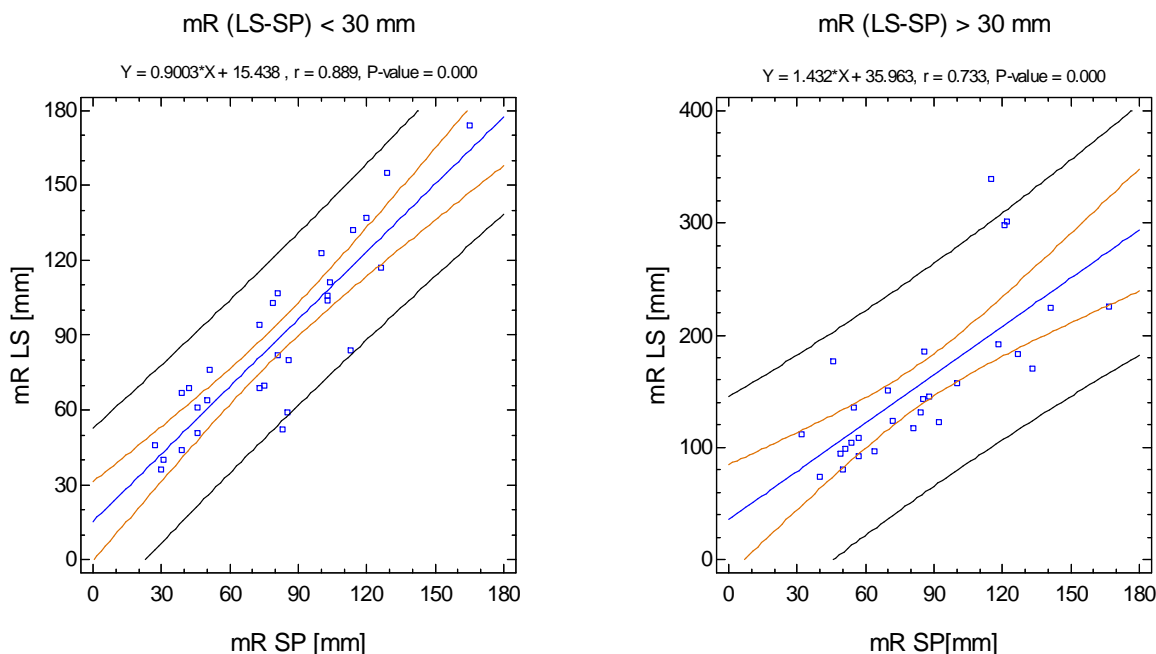 mR (LS-SP) < 30 mm
Y = 0.9003*X + 15.438 , r = 0.889, P-value = 0.000
180
150
120
90
60
30
0
mR LS [mm]
0 30 60 90 120 150 180
mR SP [mm]
mR (LS-SP) > 30 mm
Y = 1.432*X + 35.963, r = 0.733, P-value = 0.000
400
300
200
100
0
mR LS [mm]
0 30 60 90 120 150 180
mR SP[mm]